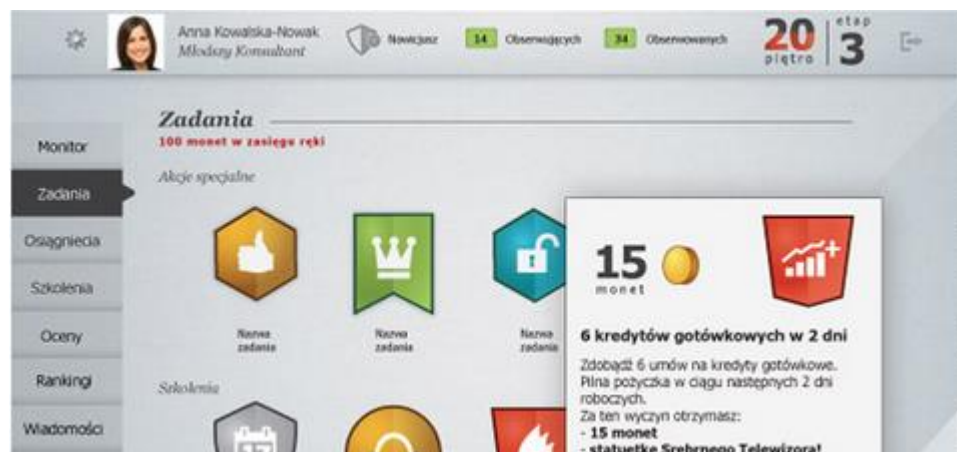 Anna Kowalska-Nowak
Młodszy Konsultant
Nowicjusz
14 Obserwujących
34 Obserwowanych
20
piętro
etap
3
Zadania
100 monet w zasięgu ręki
Monitor
Zadania
Osiągniecia
Szkolenia
Oceny
Rankingi
Wiadomości
Akcje specjalne
Nazwa
zadania
Nazwa
zadania
Nazwa
zadania
Szkolenia
17
15
monet
6 kredytów gotówkowych w 2 dni
Zdobądź 6 umów na kredyty gotówkowe.
Pilna pożyczka w ciągu następnych 2 dni
roboczych.
Za ten wyczyn otrzymasz:
- 15 monet
- statuetkę Srebrnego Telewizora!